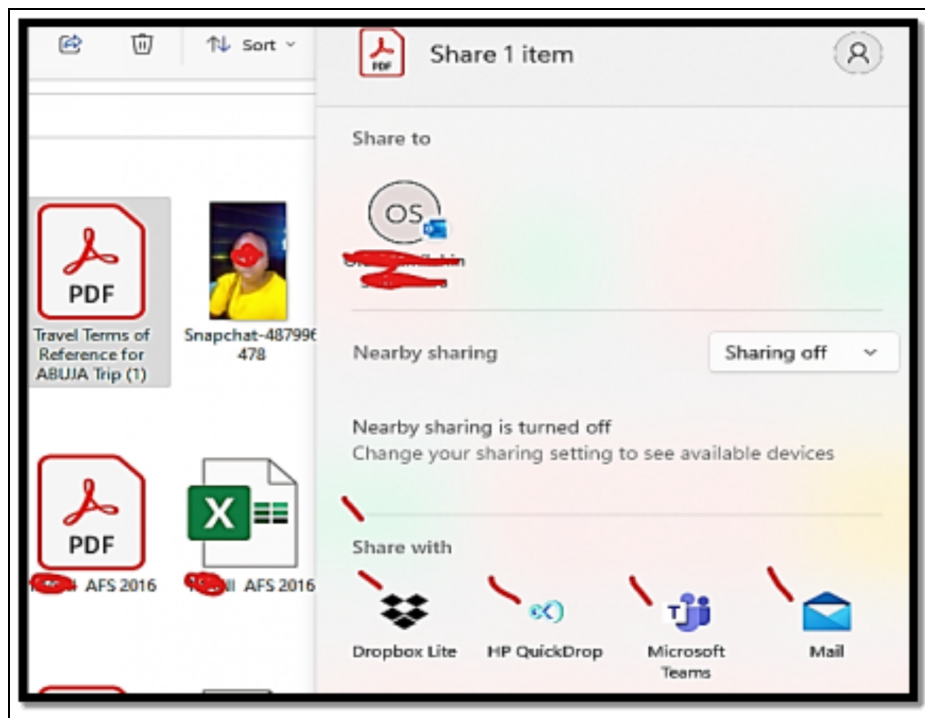 Sort
PDF
Share 1 item
Share to
OS
PDF
Travel Terms of
Reference for
ABUJA Trip (1)
Snapchat-487996
478
Nearby sharing
Sharing off
Nearby sharing is turned off
Change your sharing setting to see available devices
PDF
X
AFS 2016
AFS 2016
Share with
T
Dropbox Lite
HP QuickDrop
Microsoft
Teams
Mail